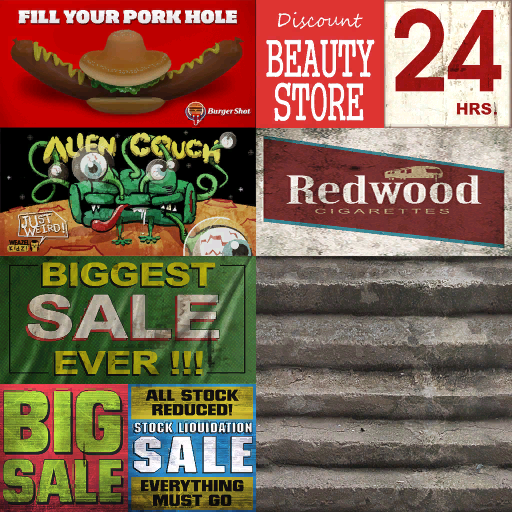 FILL YOUR PORK HOLE
Burger Shot
Discount
BEAUTY
STORE
24
HRS.
ALIEN COUCH
JUST
WEIRD!
WEAZEL
Redwood
CIGARETTES
BIGGEST
SALE
EVER !!!
BIG
SALE
ALL STOCK
REDUCED!
STOCK LIQUIDATION
SALE
EVERYTHING
MUST GO